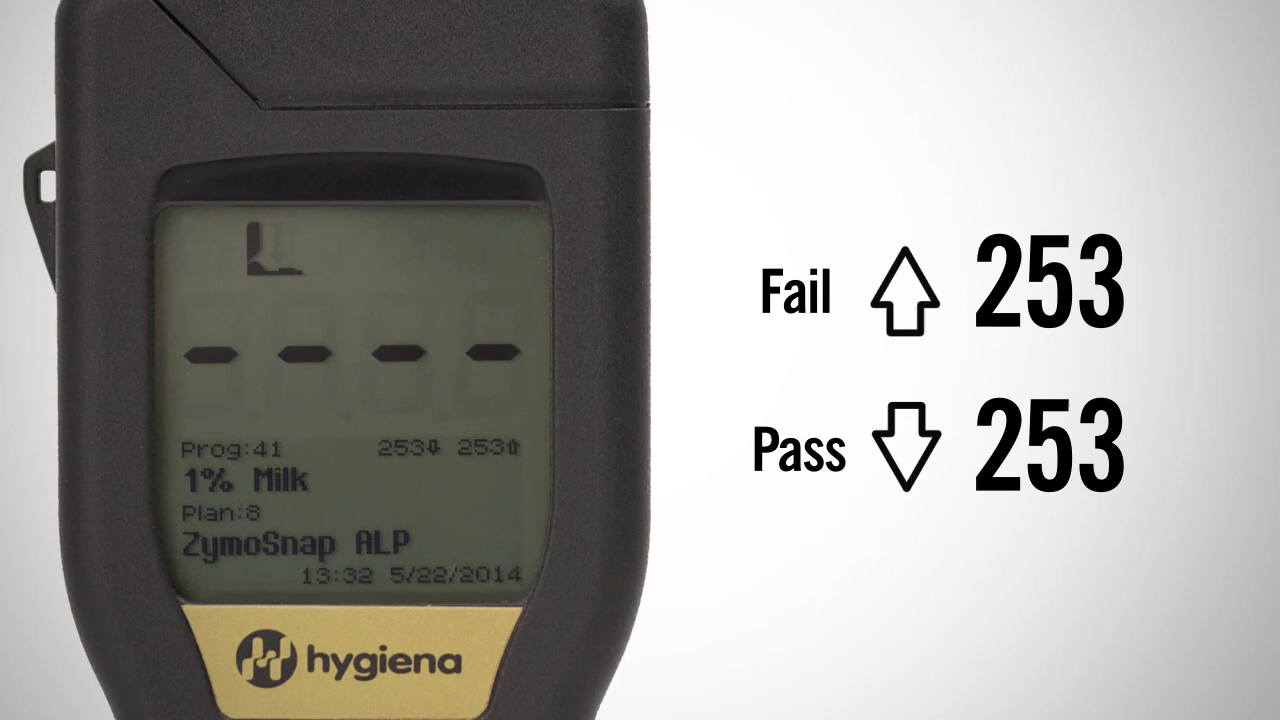 L
- - - -
Prog:41 253⇩ 253⇧
1% Milk
Plan:8
ZymoSnap ALP
13:32 5/22/2014
hygiena
Fail ⇧ 253
Pass ⇩ 253